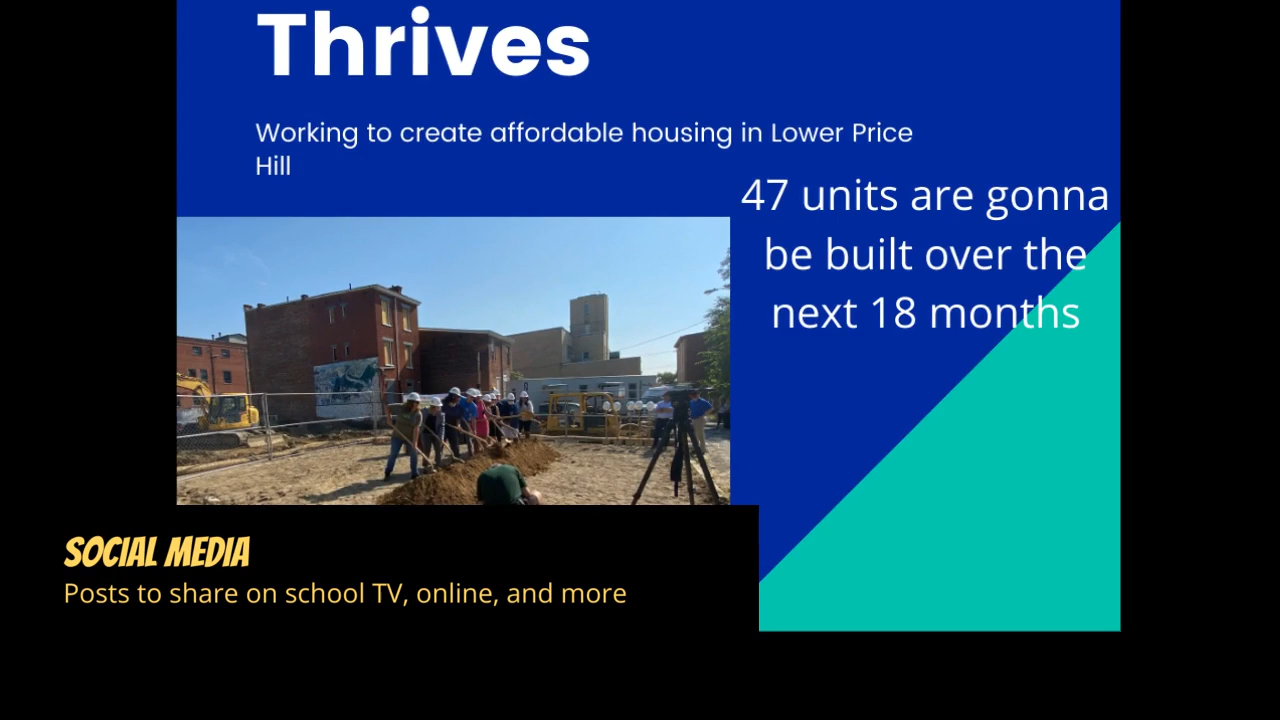 Thrives
Working to create affordable housing in Lower Price
Hill
47 units are gonna
be built over the
next 18 months
SOCIAL MEDIA
Posts to share on school TV, online, and more